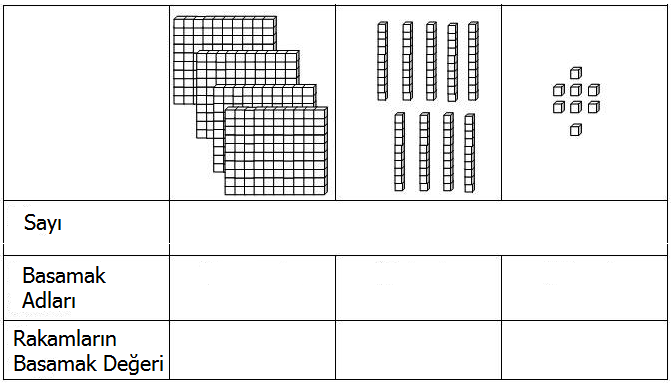 Sayı
Basamak
Adları
Rakamların
Basamak Değeri